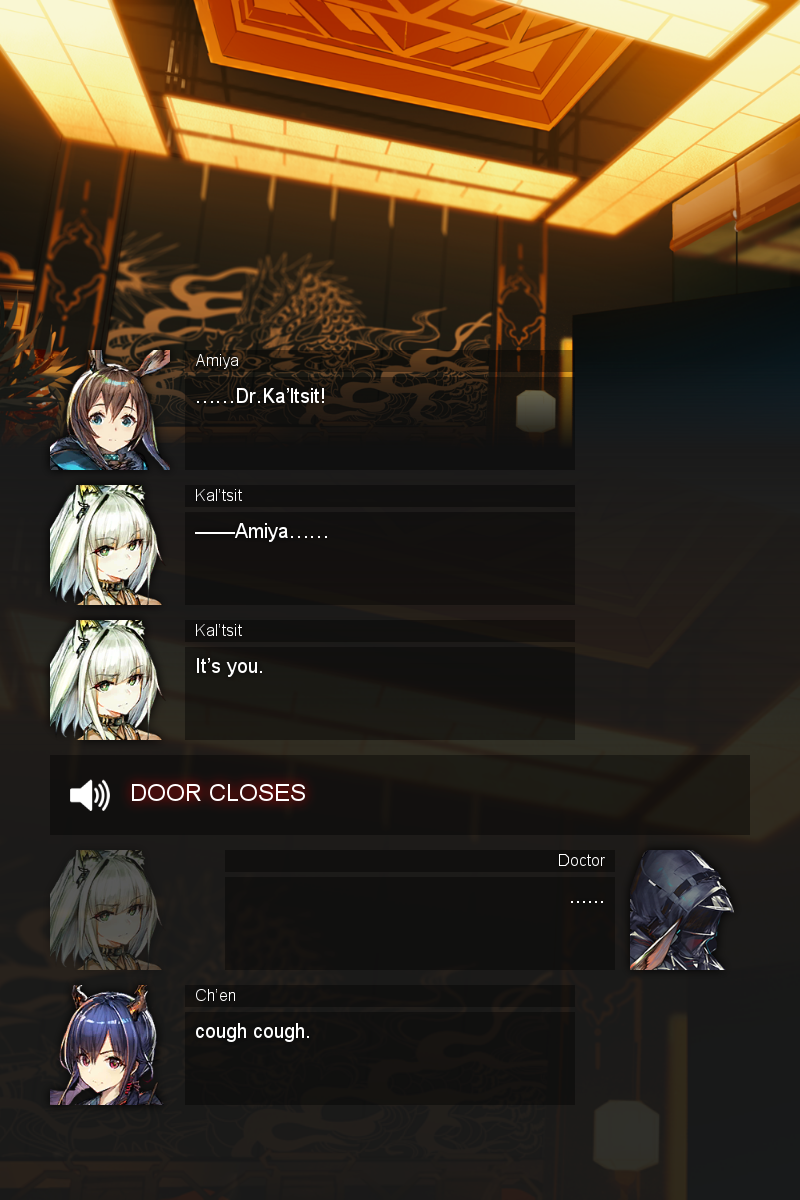 Amiya
……Dr.Ka’ltsit!
Kal’tsit
——Amiya……
Kal’tsit
It’s you.
DOOR CLOSES
Doctor
……
Ch’en
cough cough.